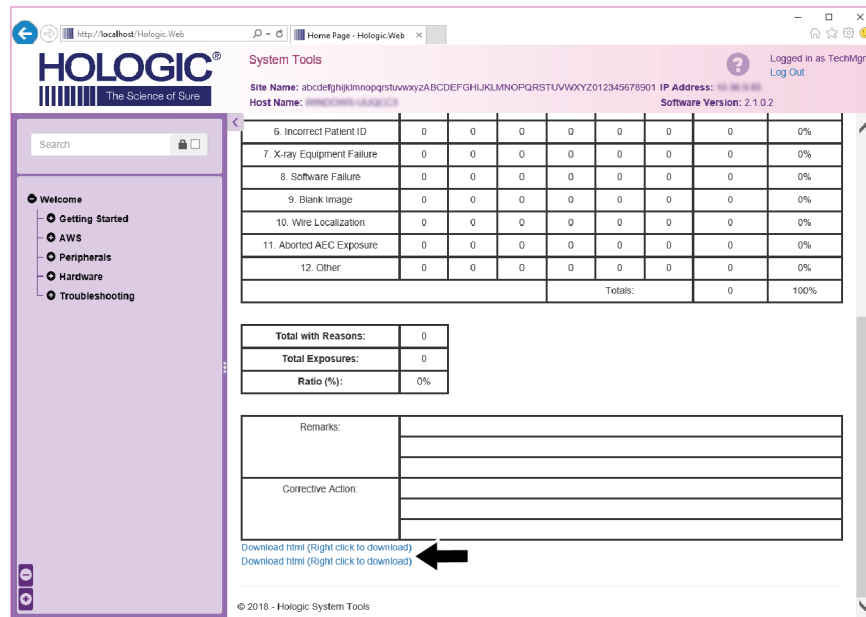 http://localhost/Hologic.Web
Home Page - Hologic.Web
HOLOGIC®
The Science of Sure
System Tools
Logged in as TechMgr
Log Out
Site Name: abcdefghijklmnopqrstuvwxyzABCDEFGHIJKLMNOPQRSTUVWXYZ012345678901 IP Address:
Host Name: Software Version: 2.1.0.2
Search
Welcome
Getting Started
AWS
Peripherals
Hardware
Troubleshooting
6. Incorrect Patient ID 0 0 0 0 0 0 0 0%
7. X-ray Equipment Failure 0 0 0 0 0 0 0 0%
8. Software Failure 0 0 0 0 0 0 0 0%
9. Blank Image 0 0 0 0 0 0 0 0%
10. Wire Localization 0 0 0 0 0 0 0 0%
11. Aborted AEC Exposure 0 0 0 0 0 0 0 0%
12. Other 0 0 0 0 0 0 0 0%
Totals: 0 100%
Total with Reasons: 0
Total Exposures: 0
Ratio (%): 0%
Remarks:
Corrective Action:
Download html (Right click to download)
Download html (Right click to download)
© 2018 - Hologic System Tools